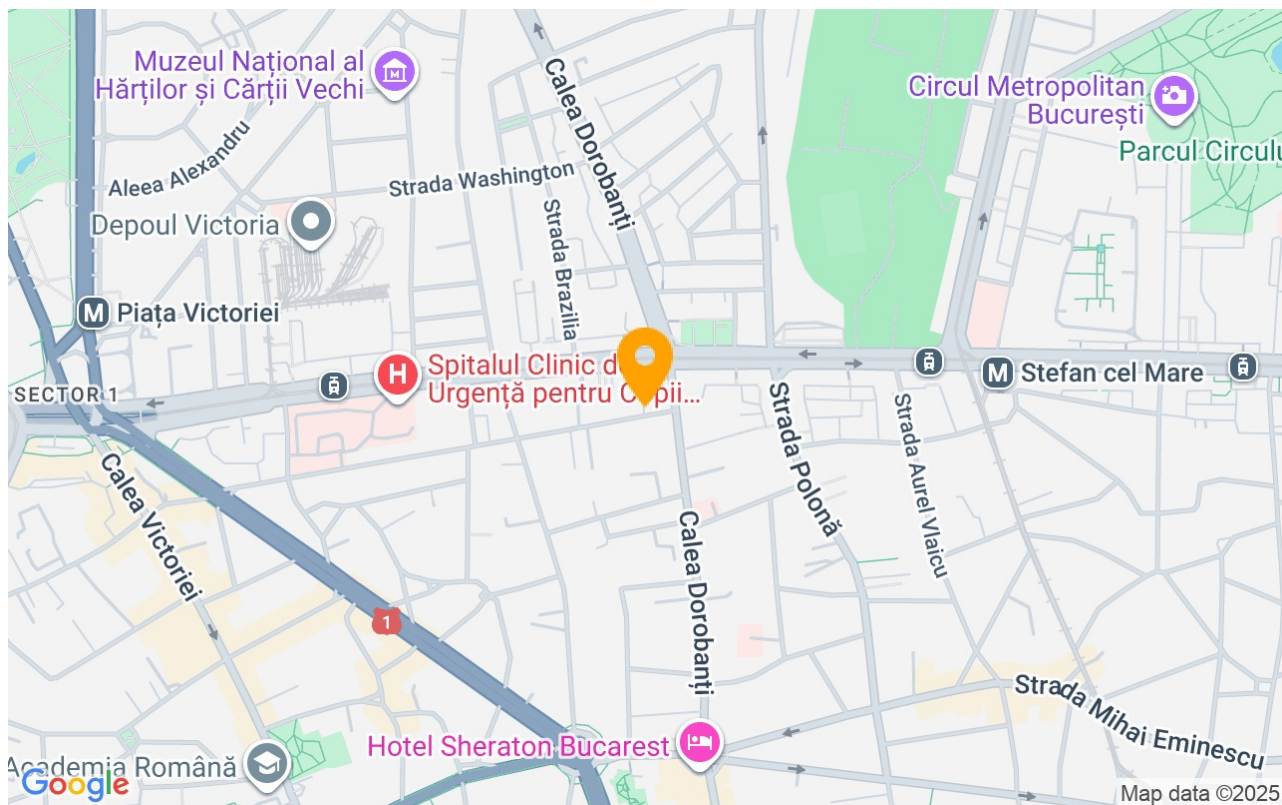 Muzeul Național al
Hărților și Cărții Vechi
Calea Dorobanți
Circul Metropolitan
București
Parcul Circulu
Aleea Alexandru
Strada Washington
Depoul Victoria
Strada Brazilia
M Piața Victoriei
H
Spitalul Clinic d
Urgență pentru C pii...
M Stefan cel Mare
SECTOR 1
Calea Victoriei
Strada Polonă
Strada Aurel Vlaicu
Calea Dorobanți
1
Strada Mihai Eminescu
Hotel Sheraton Bucarest
Academia Română
Google
Map data ©2025